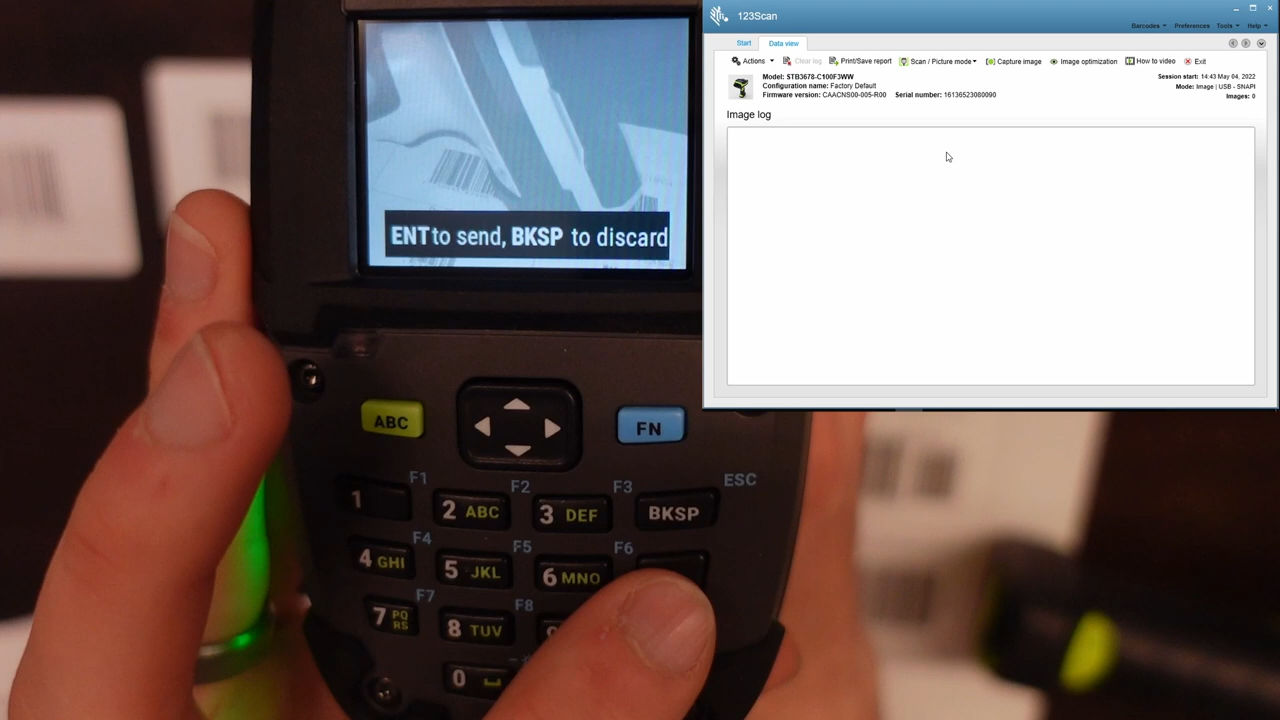 ENT to send, BKSP to discard
ABC
FN
1 F1
2 ABC F2
3 DEF F3
BKSP ESC
4 GHI F4
5 JKL F5
6 MNO F6
7 PQRS F7
8 TUV F8
0
123Scan
Barcodes Preferences Tools Help
Start Data view
Actions Clear log Print/Save report Scan / Picture mode Capture image Image optimization How to video Exit
Model: STB3678-C100F3WW
Configuration name: Factory Default
Firmware version: CAACNS00-005-R00 Serial number: 16136523080090
Session start: 14:43 May 04, 2022
Mode: Image | USB - SNAPI
Images: 0
Image log